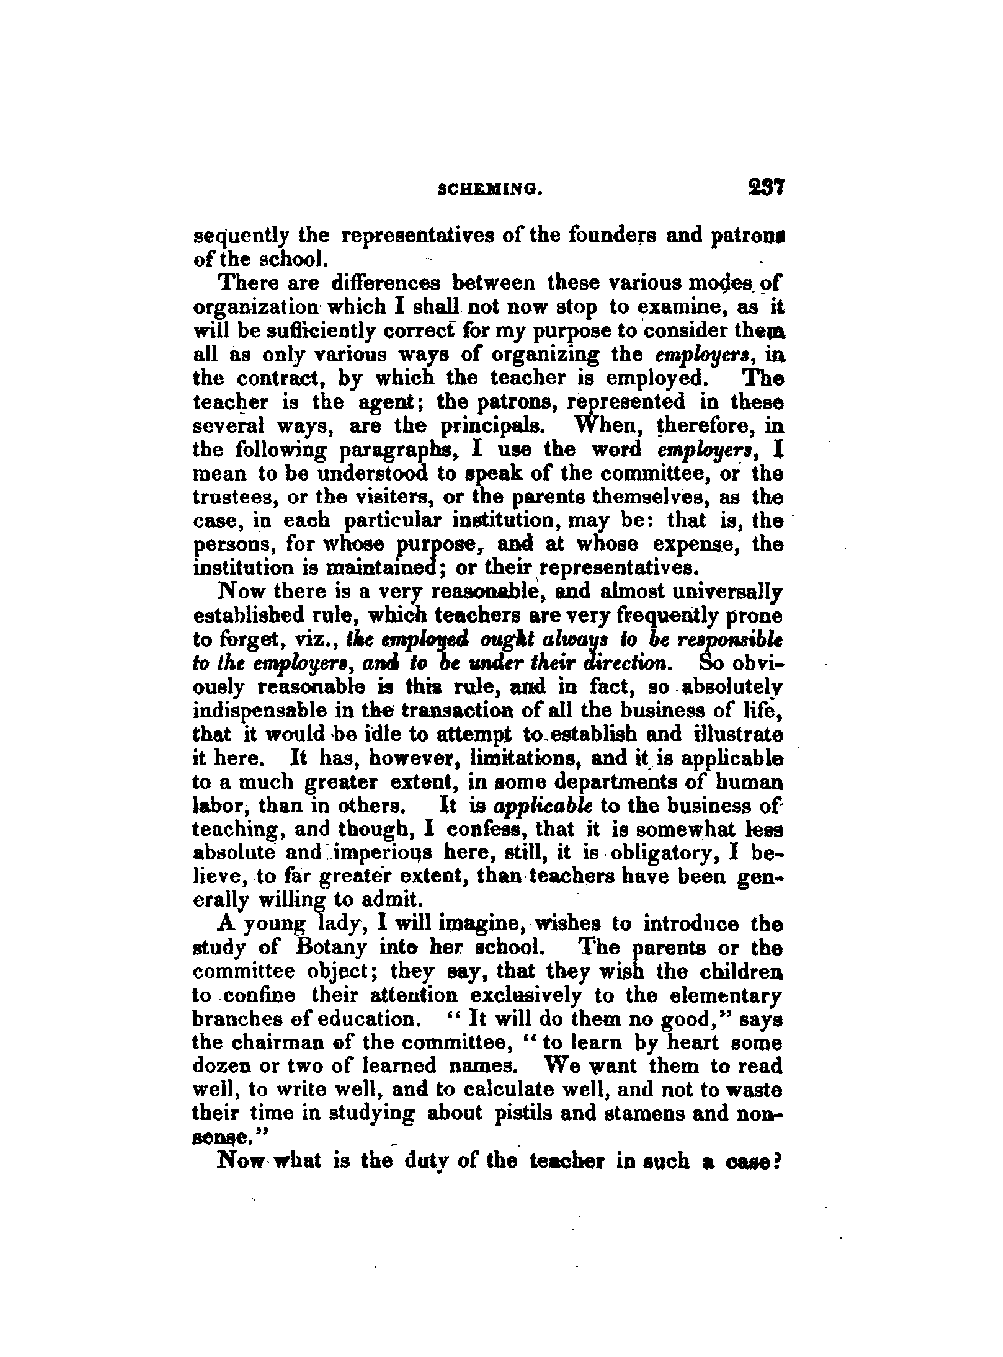 SCHEMING. 237
sequently the representatives of the founders and patrons
of the school.
There are differences between these various modes of
organization which I shall not now stop to examine, as it
will be sufficiently correct for my purpose to consider them
all as only various ways of organizing the employers, in
the contract, by which the teacher is employed. The
teacher is the agent; the patrons, represented in these
several ways, are the principals. When, therefore, in
the following paragraphs, I use the word employers, I
mean to be understood to speak of the committee, or the
trustees, or the visiters, or the parents themselves, as the
case, in each particular institution, may be: that is, the
persons, for whose purpose, and at whose expense, the
institution is maintained; or their representatives.
Now there is a very reasonable, and almost universally
established rule, which teachers are very frequently prone
to forget, viz., the employed ought always to be responsible
to the employers, and to be under their direction. So obvi-
ously reasonable is this rule, and in fact, so absolutely
indispensable in the transaction of all the business of life,
that it would be idle to attempt to establish and illustrate
it here. It has, however, limitations, and it is applicable
to a much greater extent, in some departments of human
labor, than in others. It is applicable to the business of
teaching, and though, I confess, that it is somewhat less
absolute and imperious here, still, it is obligatory, I be-
lieve, to far greater extent, than teachers have been gen-
erally willing to admit.
A young lady, I will imagine, wishes to introduce the
study of Botany into her school. The parents or the
committee object; they say, that they wish the children
to confine their attention exclusively to the elementary
branches of education. "It will do them no good," says
the chairman of the committee, "to learn by heart some
dozen or two of learned names. We want them to read
well, to write well, and to calculate well, and not to waste
their time in studying about pistils and stamens and non-
sense."
Now what is the duty of the teacher in such a case?